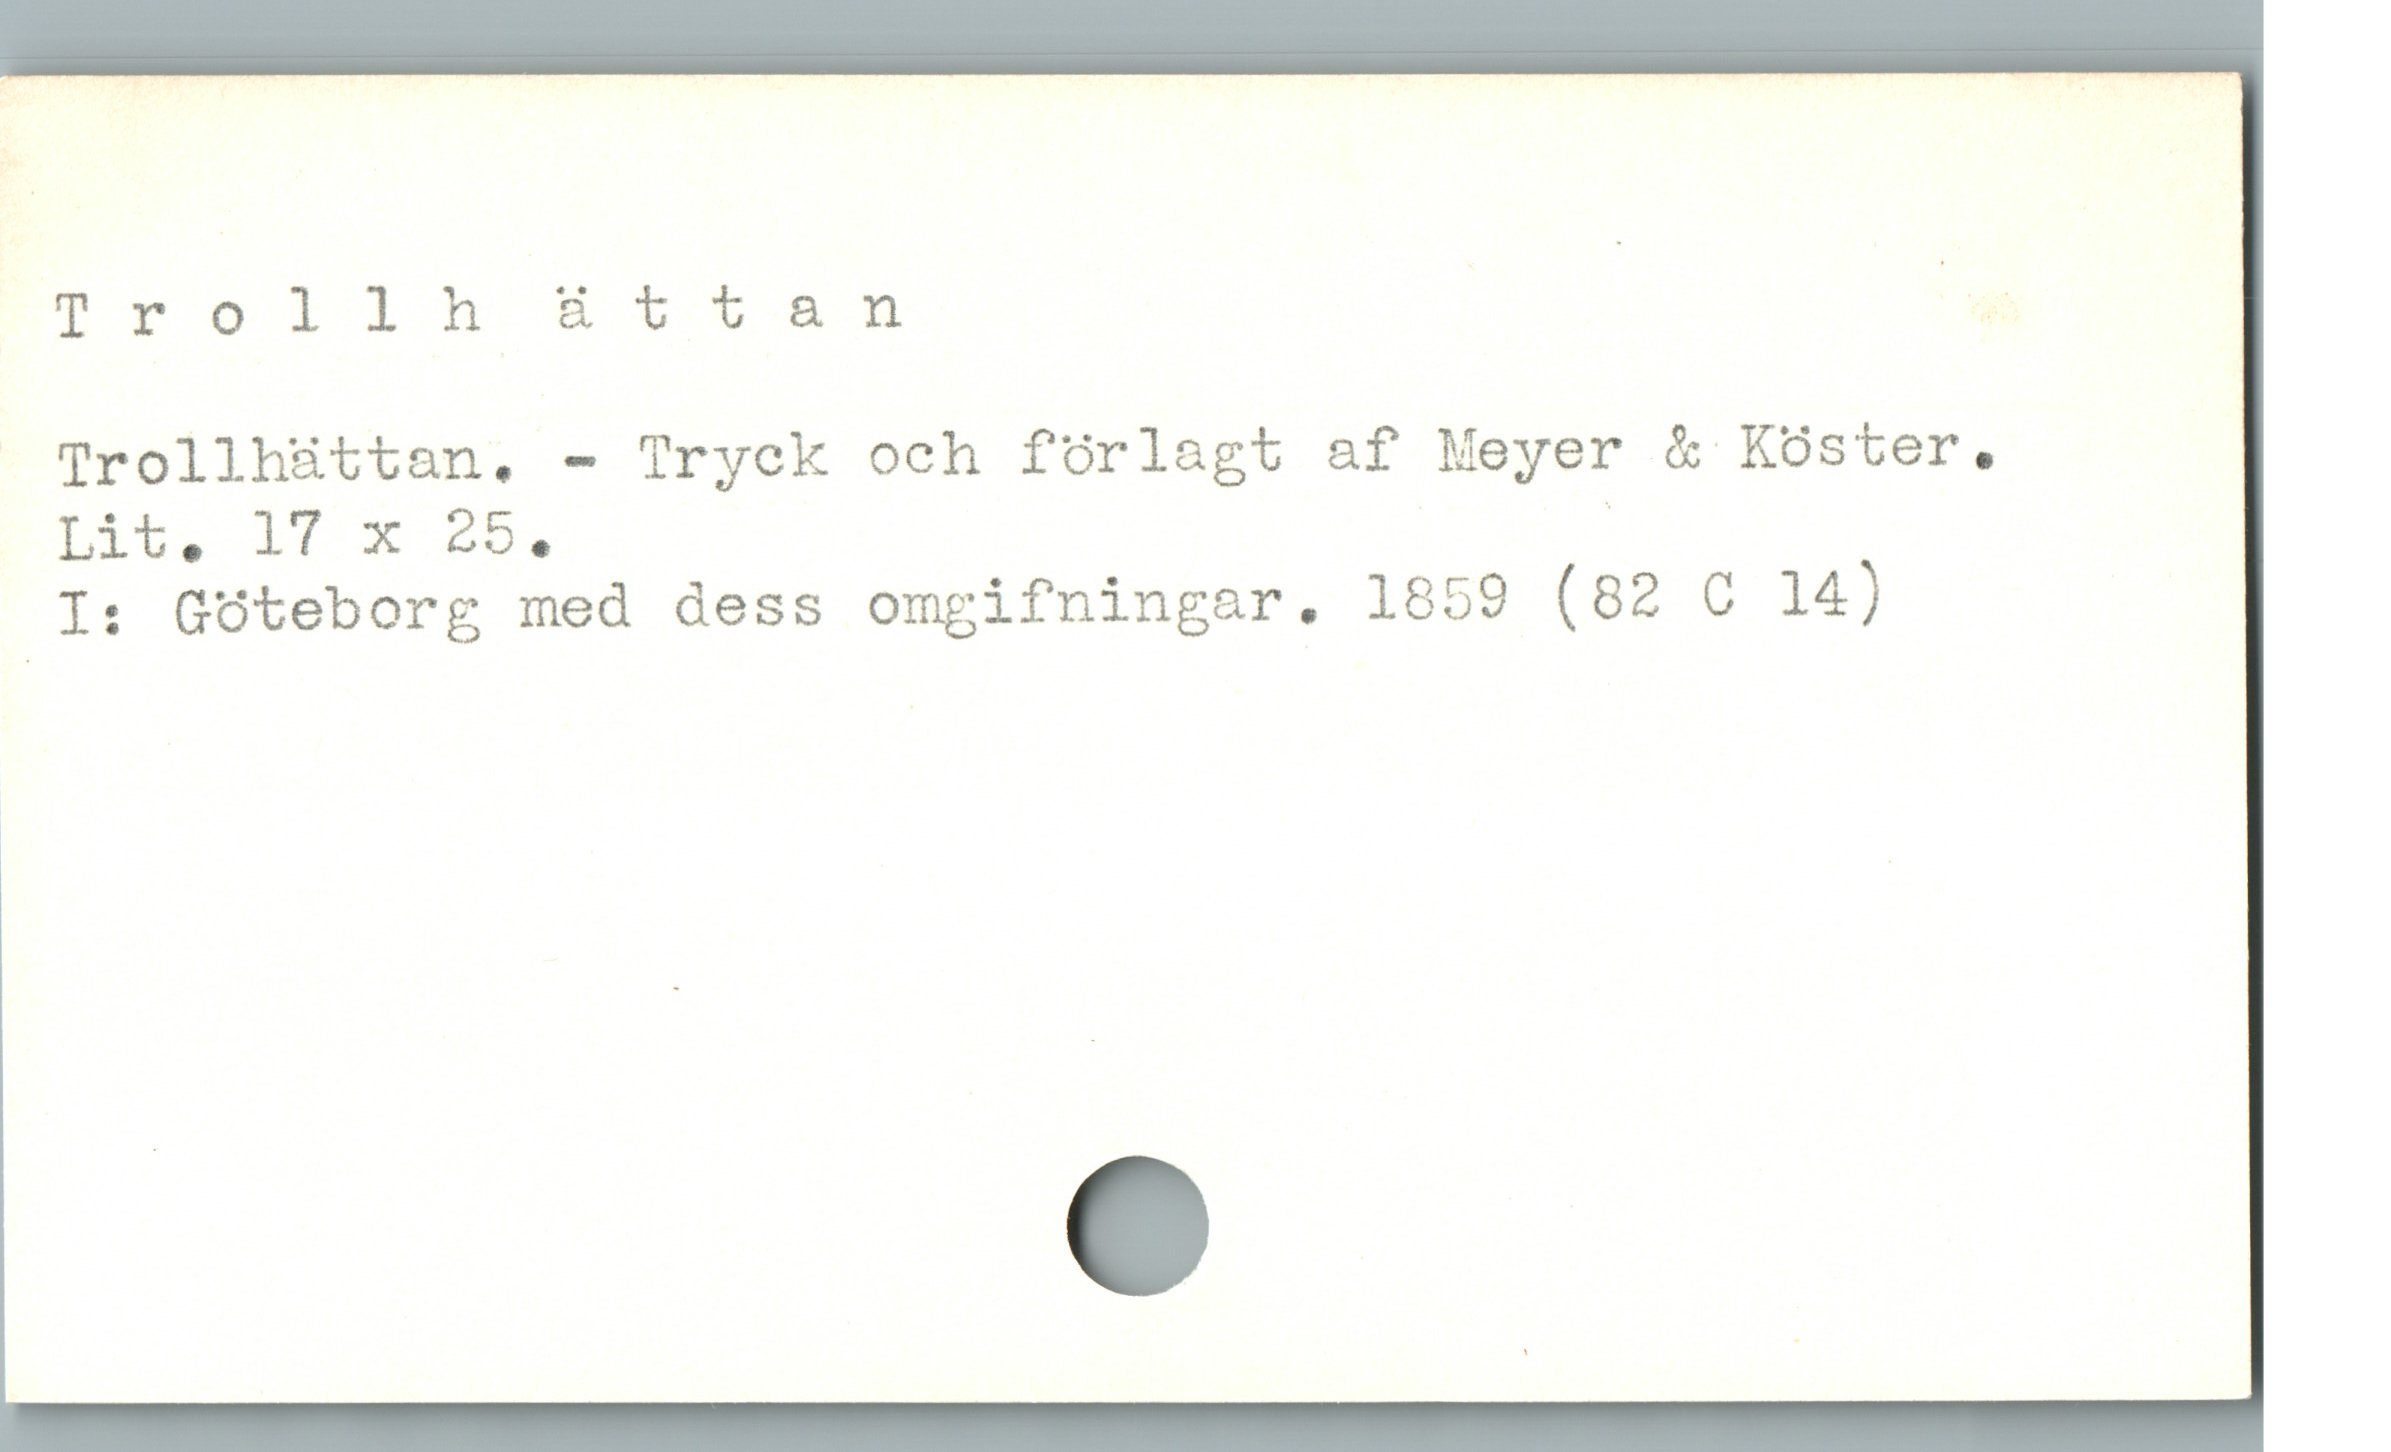 T r o l l h ä t t a n
Trollhättan. - Tryck och förlagt af Meyer & Köster.
Lit. 17 x 25.
I: Göteborg med dess omgifningar. 1859 (82 C 14)